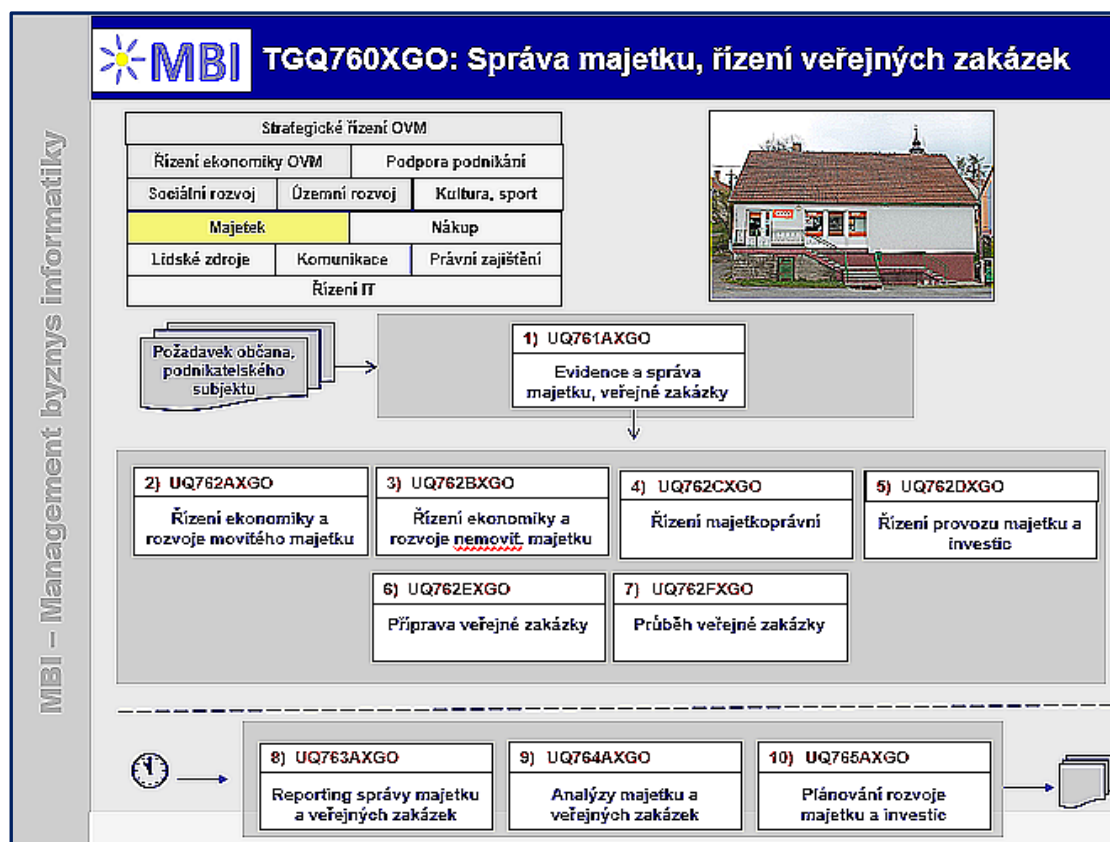 MBI
TGQ760XGO: Správa majetku, řízení veřejných zakázek
MBI – Management byznys informatiky
Strategické řízení OVM
Řízení ekonomiky OVM
Podpora podnikání
Sociální rozvoj
Územní rozvoj
Kultura, sport
Majetek
Nákup
Lidské zdroje
Komunikace
Právní zajištění
Řízení IT
Požadavek občana,
podnikatelského
subjektu
1) UQ761AXGO
Evidence a správa
majetku, veřejné zakázky
2) UQ762AXGO
Řízení ekonomiky a
rozvoje movitého majetku
3) UQ762BXGO
Řízení ekonomiky a
rozvoje nemovit. majetku
4) UQ762CXGO
Řízení majetkoprávní
5) UQ762DXGO
Řízení provozu majetku a
investic
6) UQ762EXGO
Příprava veřejné zakázky
7) UQ762FXGO
Průběh veřejné zakázky
8) UQ763AXGO
Reporting správy majetku
a veřejných zakázek
9) UQ764AXGO
Analýzy majetku a
veřejných zakázek
10) UQ765AXGO
Plánování rozvoje
majetku a investic